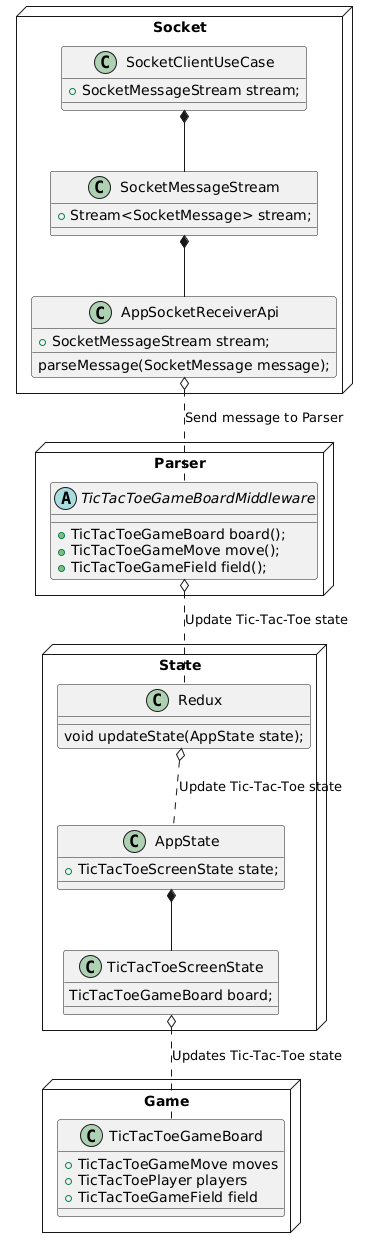 Socket
C SocketClientUseCase
SocketMessageStream stream;
C SocketMessageStream
Stream<SocketMessage> stream;
C AppSocketReceiverApi
SocketMessageStream stream;
parseMessage(SocketMessage message);
Send message to Parser
Parser
A TicTacToeGameBoardMiddleware
TicTacToeGameBoard board();
TicTacToeGameMove move();
TicTacToeGameField field();
Update Tic-Tac-Toe state
State
C Redux
void updateState(AppState state);
Update Tic-Tac-Toe state
C AppState
TicTacToeScreenState state;
C TicTacToeScreenState
TicTacToeGameBoard board;
Updates Tic-Tac-Toe state
Game
C TicTacToeGameBoard
TicTacToeGameMove moves
TicTacToePlayer players
TicTacToeGameField field